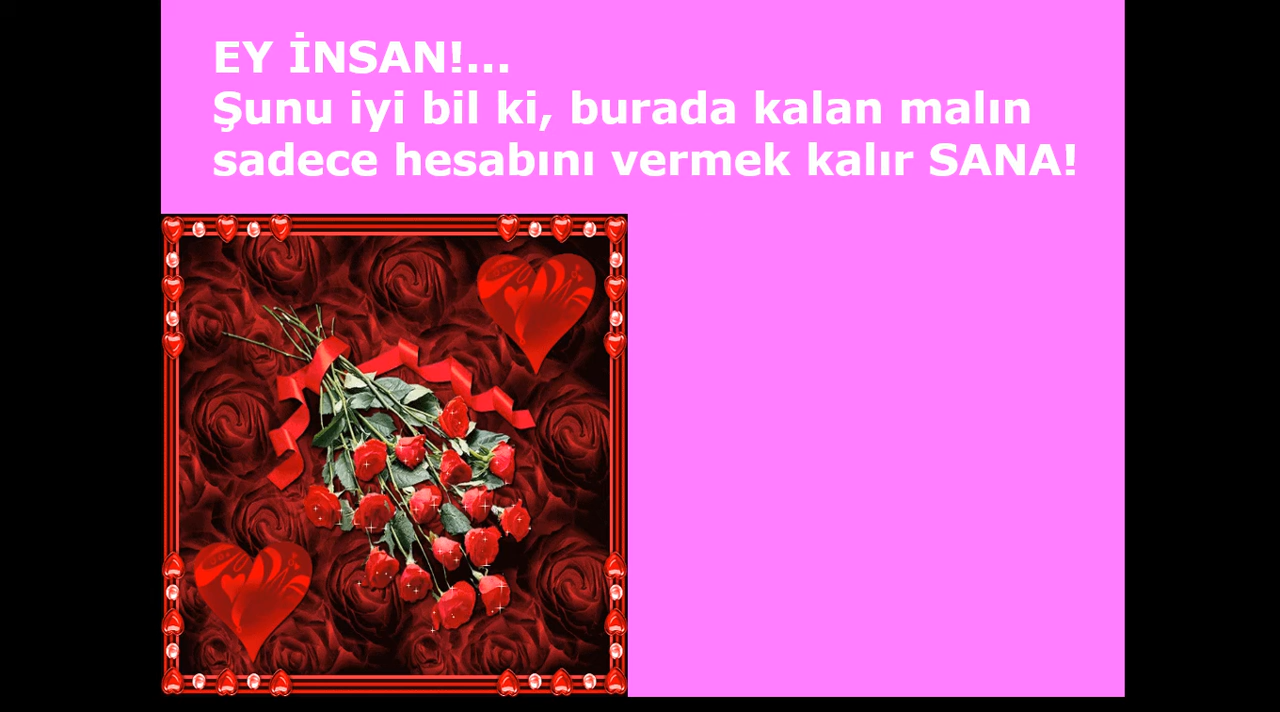 EY İNSAN!...
Şunu iyi bil ki, burada kalan malın
sadece hesabını vermek kalır SANA!